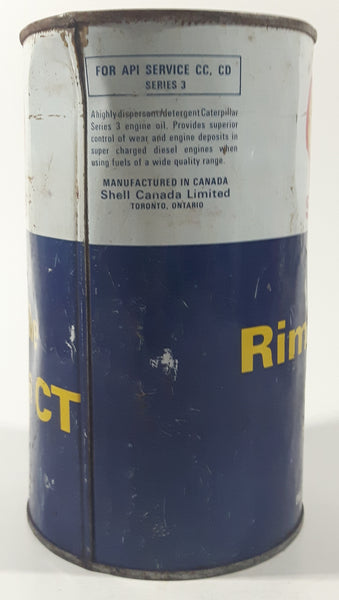 FOR API SERVICE CC, CD
SERIES 3
A highly dispersant/detergent Caterpillar
Series 3 engine oil. Provides superior
control of wear and engine deposits in
super charged diesel engines when
using fuels of a wide quality range.
MANUFACTURED IN CANADA
Shell Canada Limited
TORONTO, ONTARIO
Rim
CT